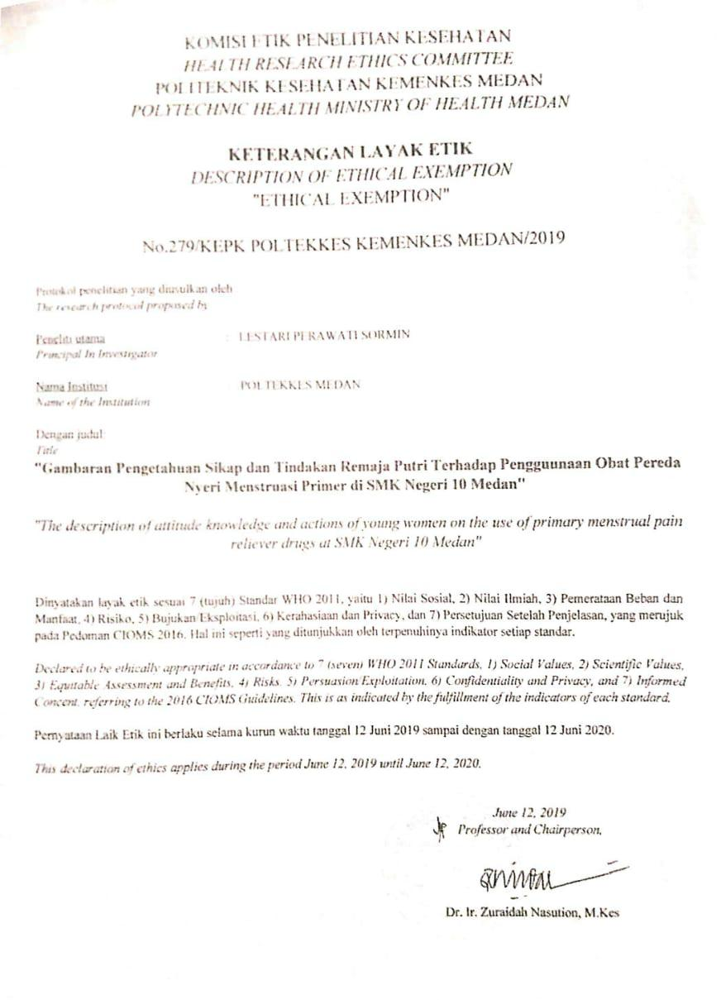 KOMISI ETIK PENELITIAN KESEHATAN
HEALTH RESEARCH ETHICS COMMITTEE
POLITEKNIK KESEHATAN KEMENKES MEDAN
POLYTECHNIC HEALTH MINISTRY OF HEALTH MEDAN
KETERANGAN LAYAK ETIK
DESCRIPTION OF ETHICAL EXEMPTION
"ETHICAL EXEMPTION"
No.279/KEPK POLTEKKES KEMENKES MEDAN/2019
Protokol penelitian yang diusulkan oleh
The research protocol proposed by
Peneliti utama : LESTARI PERAWATI SORMIN
Principal In Investigator
Nama Institusi : POLTEKKES MEDAN
Name of the Institution
Dengan judul
Title
"Gambaran Pengetahuan Sikap dan Tindakan Remaja Putri Terhadap Pengguunaan Obat Pereda
Nyeri Menstruasi Primer di SMK Negeri 10 Medan"
"The description of attitude knowledge and actions of young women on the use of primary menstrual pain
reliever drugs at SMK Negeri 10 Medan"
Dinyatakan layak etik sesuai 7 (tujuh) Standar WHO 2011, yaitu 1) Nilai Sosial, 2) Nilai Ilmiah, 3) Pemerataan Beban dan
Manfaat, 4) Risiko, 5) Bujukan/Eksploitasi, 6) Kerahasiaan dan Privacy, dan 7) Persetujuan Setelah Penjelasan, yang merujuk
pada Pedoman CIOMS 2016. Hal ini seperti yang ditunjukkan oleh terpenuhinya indikator setiap standar.
Declared to be ethically appropriate in accordance to 7 (seven) WHO 2011 Standards, 1) Social Values, 2) Scientific Values,
3) Equitable Assessment and Benefits, 4) Risks, 5) Persuasion/Exploitation, 6) Confidentiality and Privacy, and 7) Informed
Concent, referring to the 2016 CIOMS Guidelines. This is as indicated by the fulfillment of the indicators of each standard.
Pernyataan Laik Etik ini berlaku selama kurun waktu tanggal 12 Juni 2019 sampai dengan tanggal 12 Juni 2020.
This declaration of ethics applies during the period June 12, 2019 until June 12, 2020.
June 12, 2019
Professor and Chairperson,
Dr. Ir. Zuraidah Nasution, M.Kes